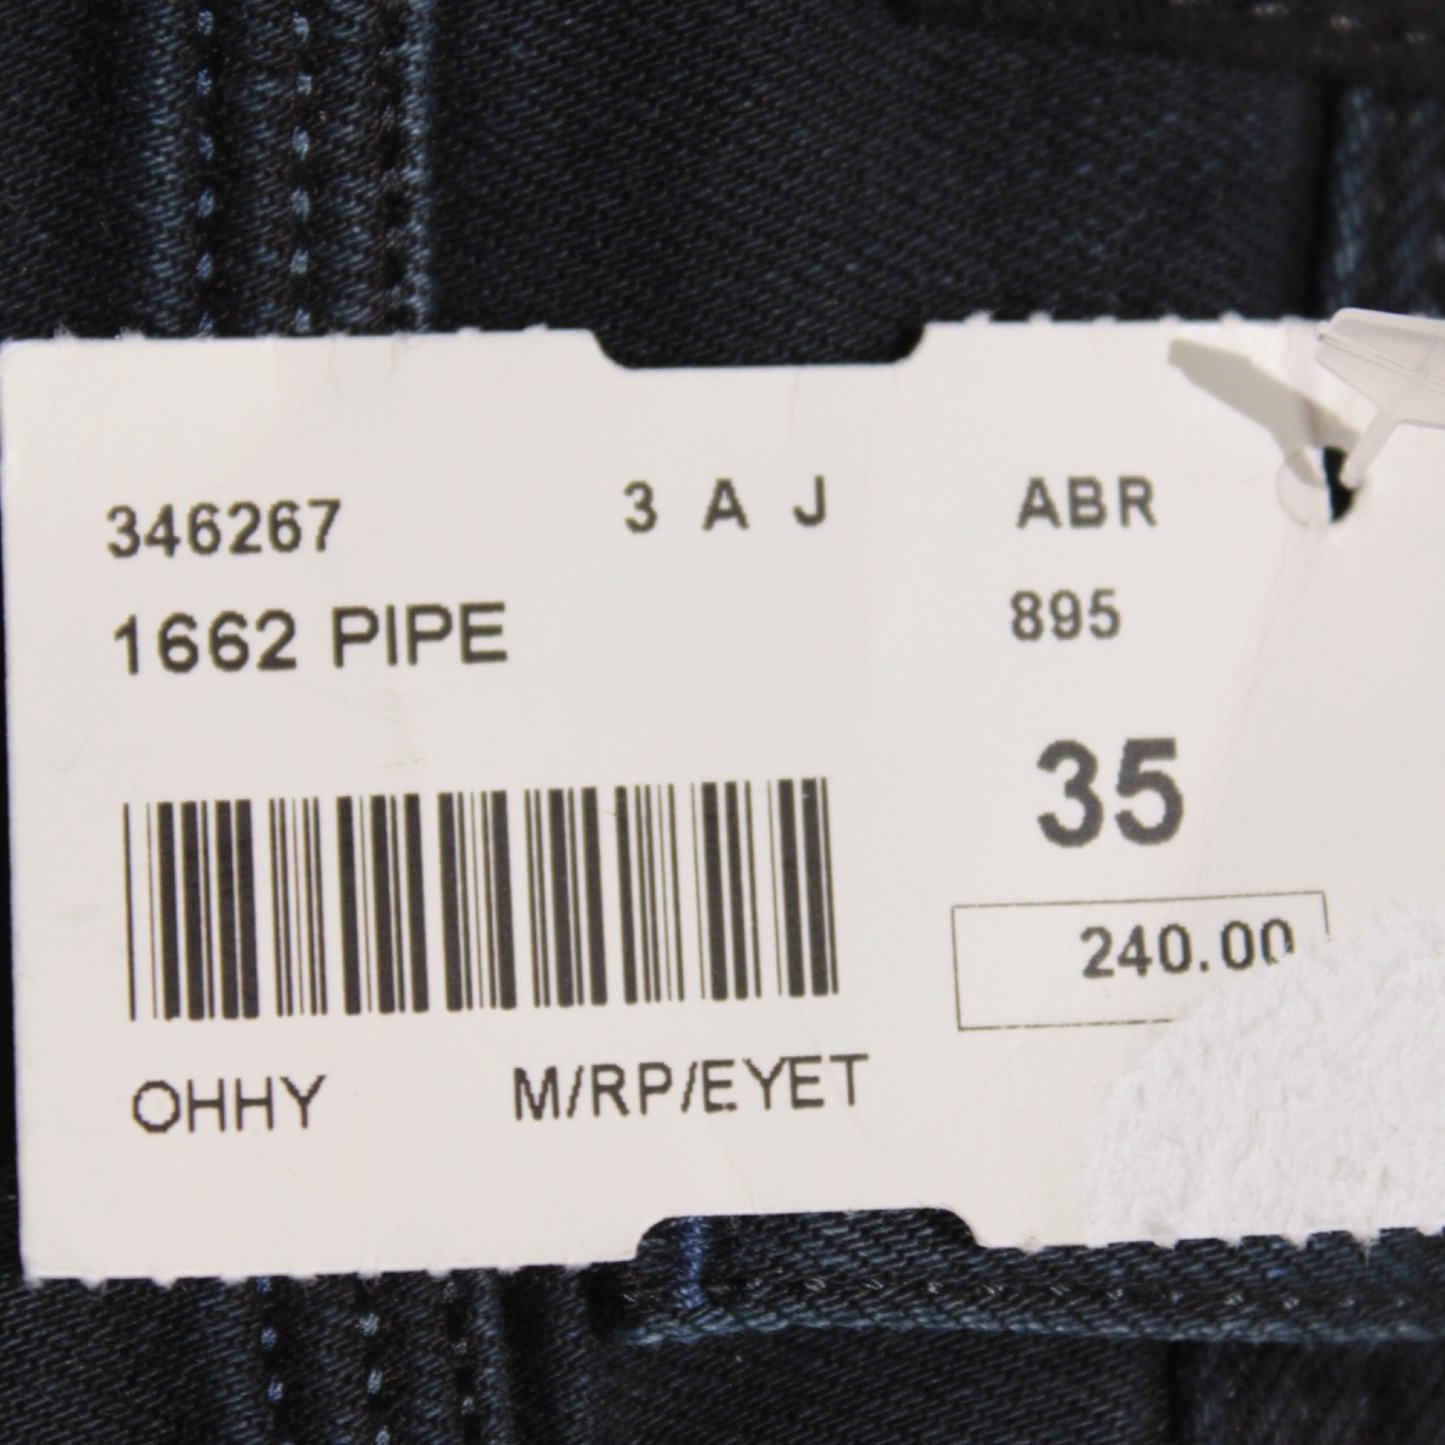 346267 3 A J ABR
1662 PIPE 895
35
240.00
OHHY M/RP/EYET